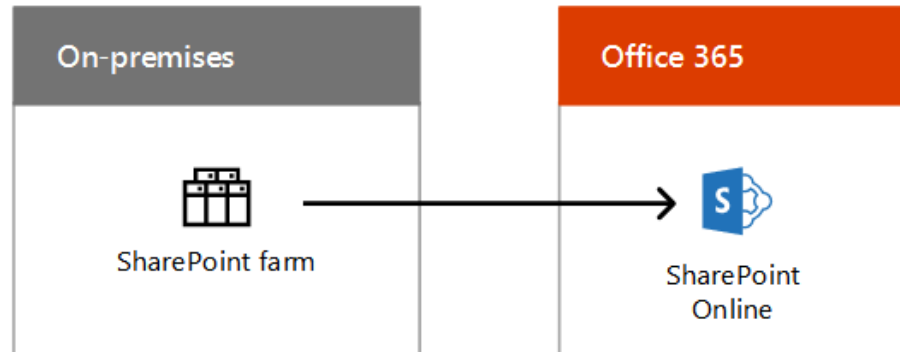 On-premises
Office 365
SharePoint farm
S
SharePoint
Online